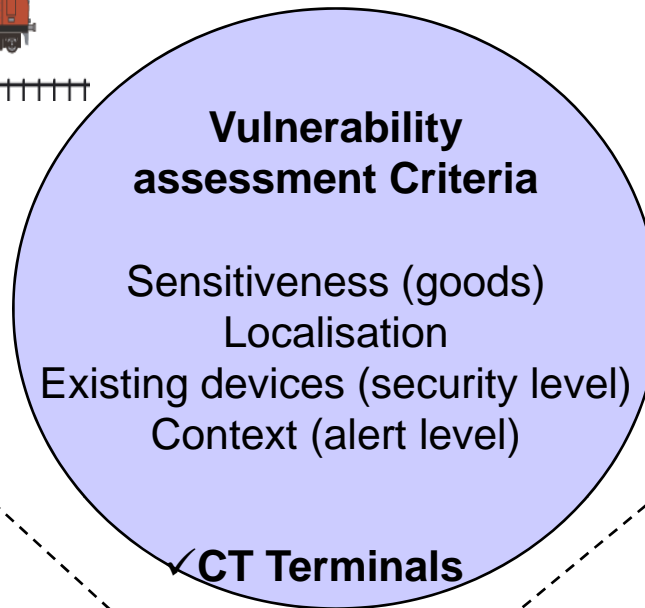 Vulnerability
assessment Criteria
Sensitiveness (goods)
Localisation
Existing devices (security level)
Context (alert level)
✓CT Terminals